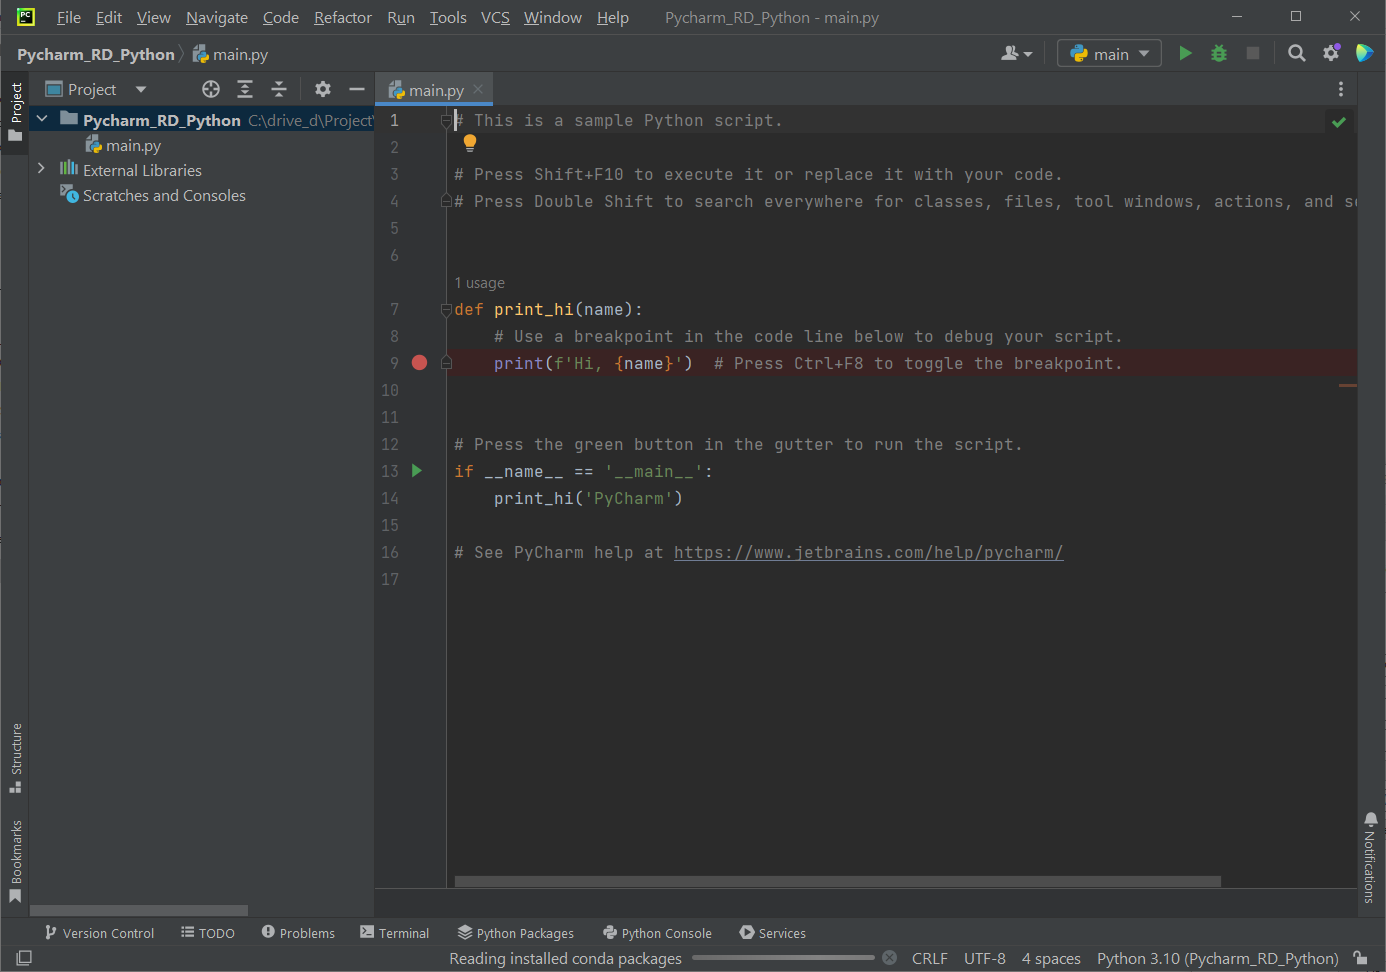 PC File Edit View Navigate Code Refactor Run Tools VCS Window Help Pycharm_RD_Python - main.py
Pycharm_RD_Python main.py main
Project
Project
main.py
Pycharm_RD_Python C:\drive_d\Project
main.py
External Libraries
Scratches and Consoles
1 # This is a sample Python script.
2
3 # Press Shift+F10 to execute it or replace it with your code.
4 # Press Double Shift to search everywhere for classes, files, tool windows, actions, and se
5
6
1 usage
7 def print_hi(name):
8 # Use a breakpoint in the code line below to debug your script.
9 print(f'Hi, {name}') # Press Ctrl+F8 to toggle the breakpoint.
10
11
12 # Press the green button in the gutter to run the script.
13 if __name__ == '__main__':
14 print_hi('PyCharm')
15
16 # See PyCharm help at https://www.jetbrains.com/help/pycharm/
17
Structure
Bookmarks
Notifications
Version Control TODO Problems Terminal Python Packages Python Console Services
Reading installed conda packages CRLF UTF-8 4 spaces Python 3.10 (Pycharm_RD_Python)